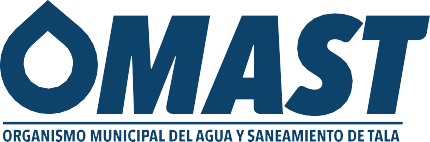 OMAST
ORGANISMO MUNICIPAL DEL AGUA Y SANEAMIENTO DE TALA